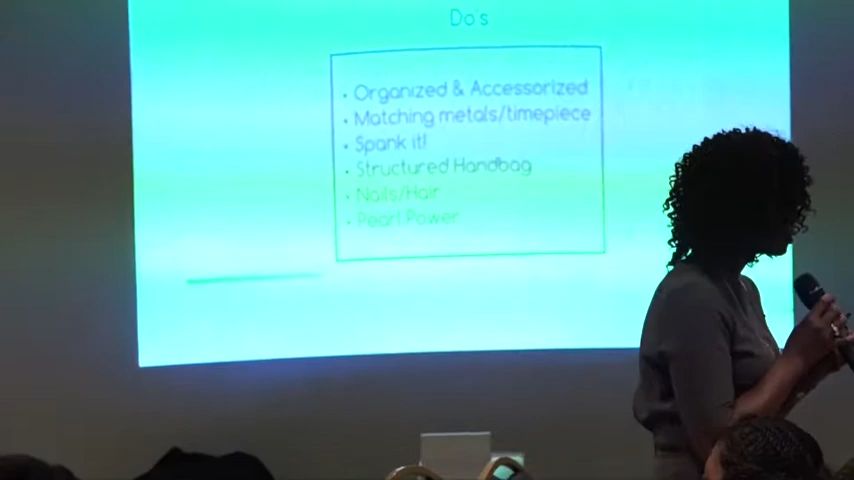 Do's
• Organized & Accessorized
• Matching metals/timepiece
• Spank it!
• Structured Handbag
• Nails/Hair
• Pearl Power